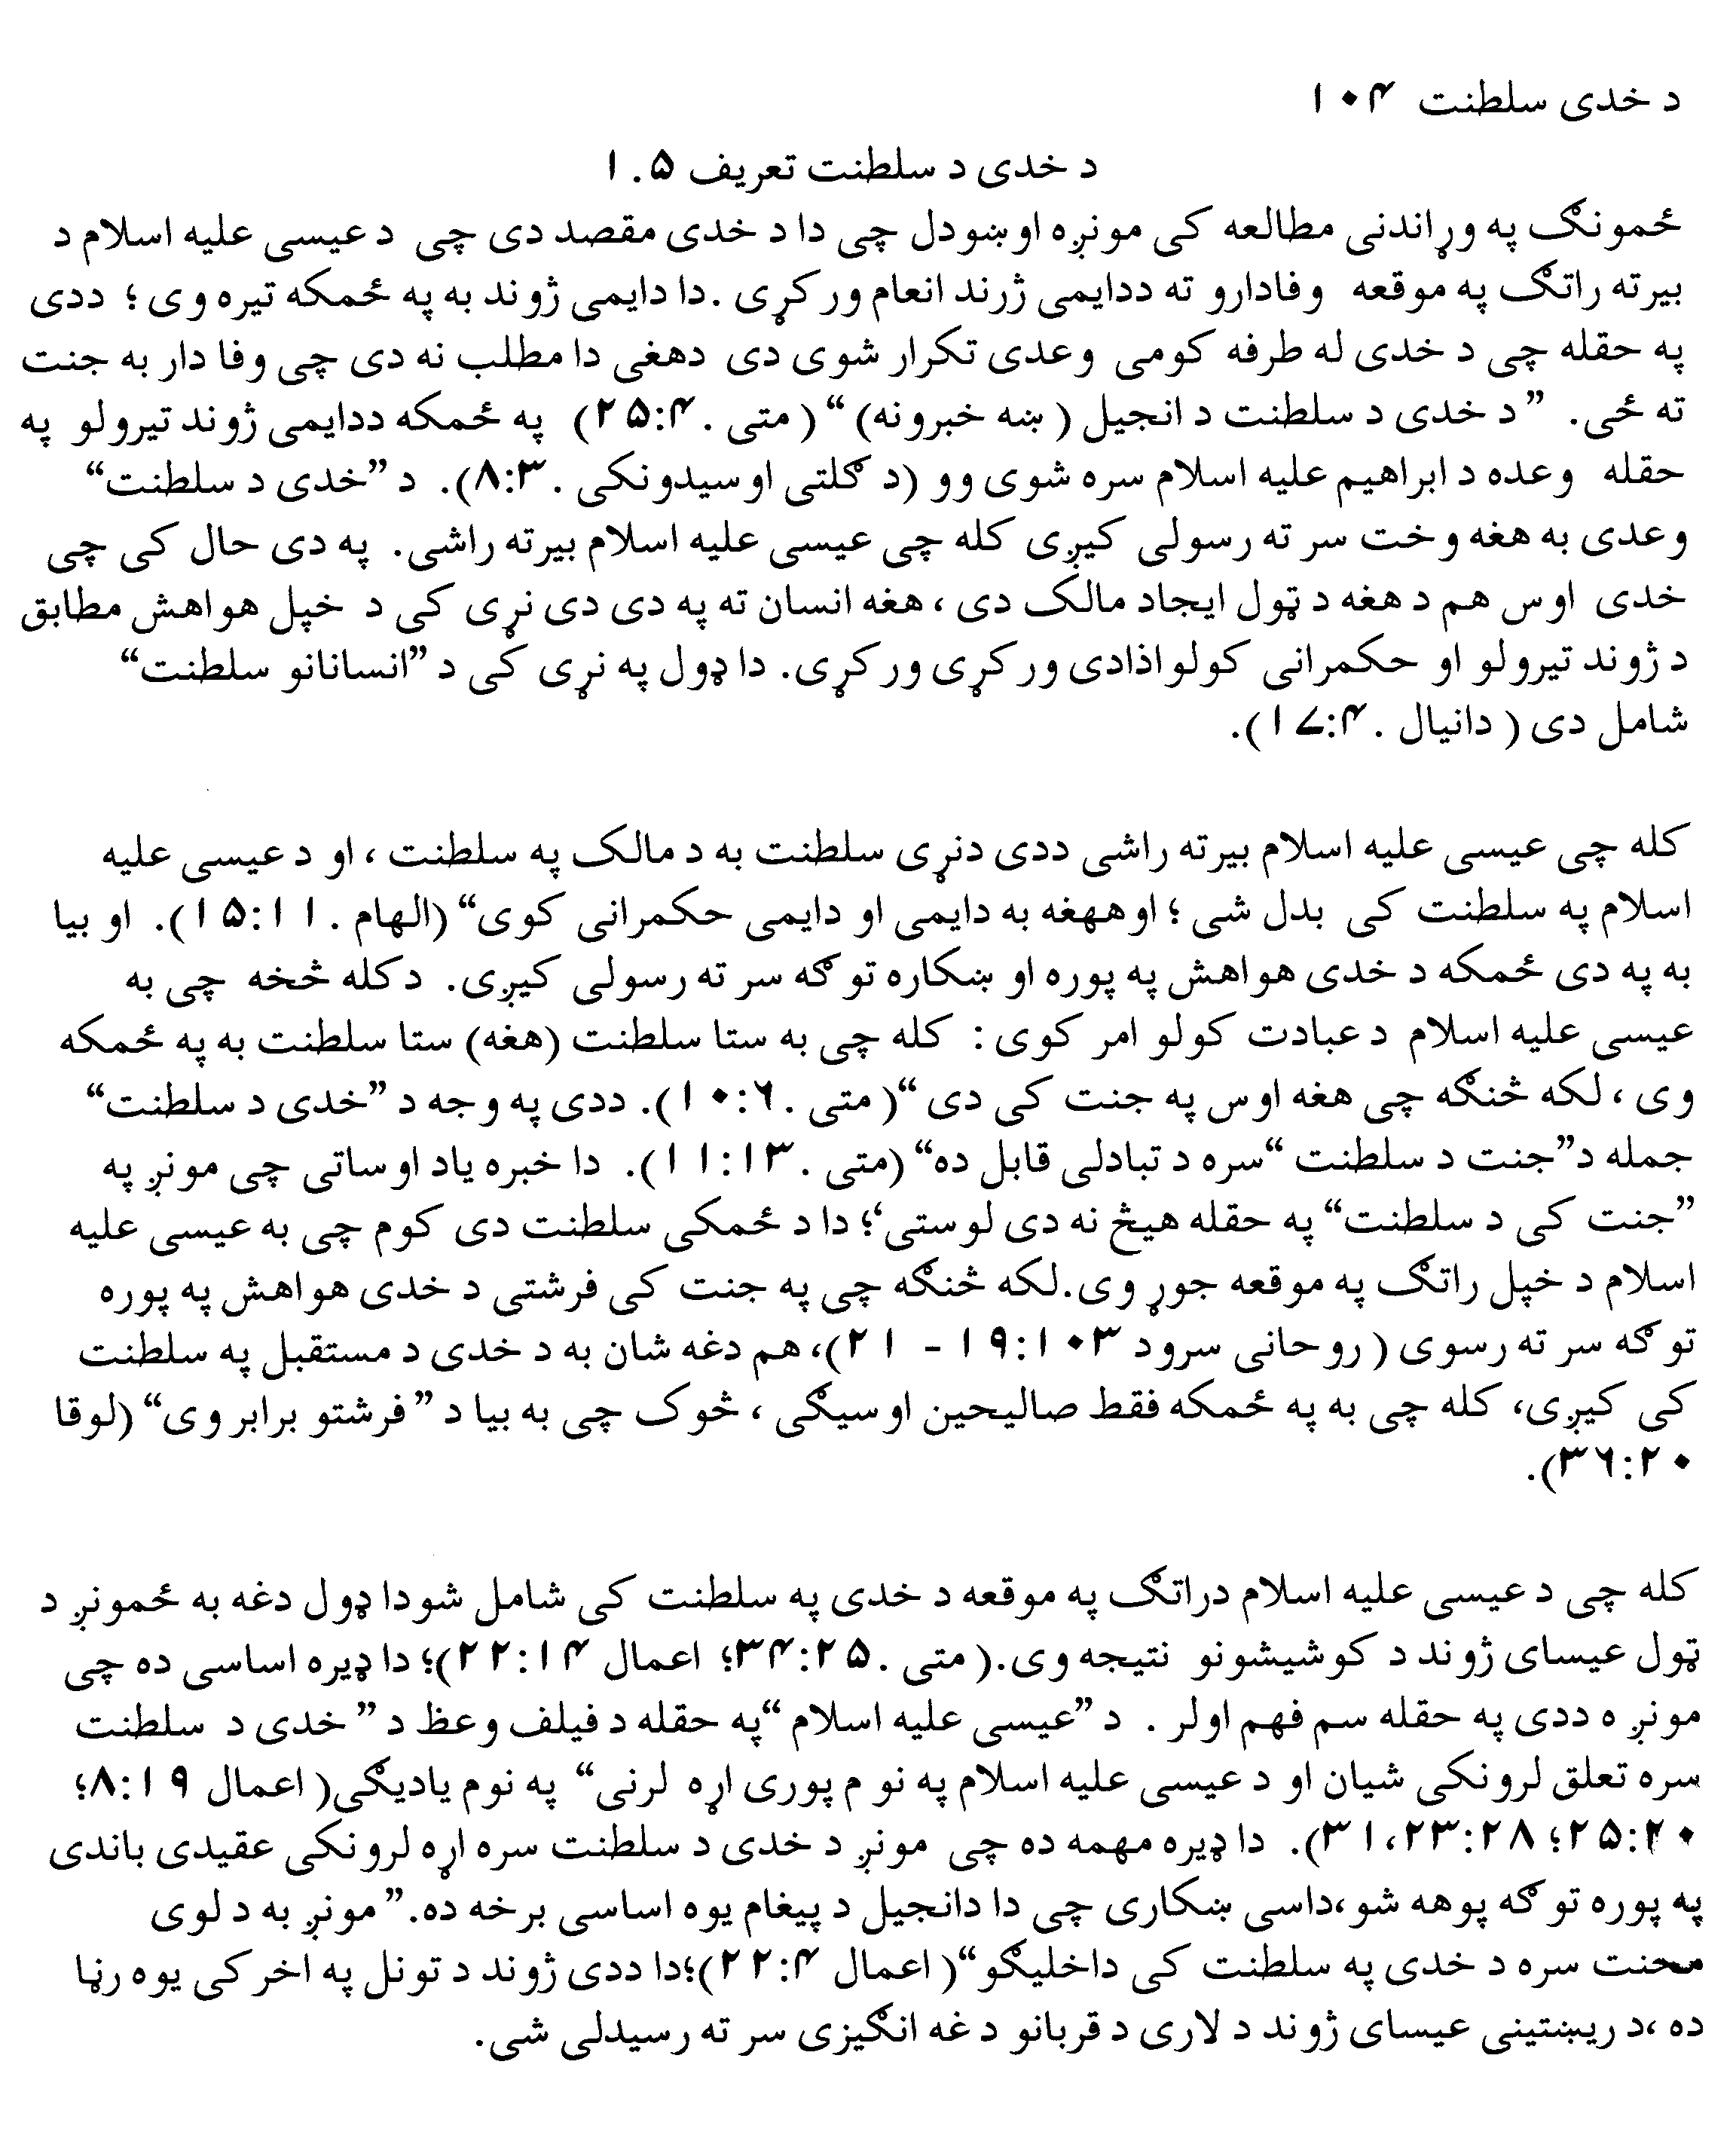 د خدی سلطنت ۱۰۴
د خدی د سلطنت تعریف ۱.۵
ځمونګ په وړاندنی مطالعه کی مونږه اوښودل چی دا د خدی مقصد دی چی د عیسی علیه اسلام د
بیرته راتګ په موقعه وفادارو ته ددایمی ژرند انعام ورکړی .دا دایمی ژوند به په ځمکه تیره وی ؛ ددی
په حقله چی د خدی له طرفه کومی وعدی تکرار شوی دی دهغی دا مطلب نه دی چی وفا دار به جنت
ته ځی. ”د خدی د سلطنت د انجیل ( ښه خبرونه) “ ( متی .۲۵:۴) په ځمکه ددایمی ژوند تیرولو په
حقله وعده د ابراهیم علیه اسلام سره شوی وو (د ګلتی اوسیدونکی .۸:۳). د ”خدی د سلطنت“
وعدی به هغه وخت سر ته رسولی کیږی کله چی عیسی علیه اسلام بیرته راشی. په دی حال کی چی
خدی اوس هم د هغه د ټول ایجاد مالک دی ، هغه انسان ته په دی دی نړی کی د خپل هواهش مطابق
د ژوند تیرولو او حکمرانی کولواذادی ورکړی ورکړی. دا ډول په نړی کی د ”انسانانو سلطنت“
شامل دی ( دانیال .۱۷:۴).
کله چی عیسی علیه اسلام بیرته راشی ددی دنړی سلطنت به د مالک په سلطنت ، او د عیسی علیه
اسلام په سلطنت کی بدل شی ؛ اوههغه به دایمی او دایمی حکمرانی کوی“ (الهام .۱۵:۱۱). او بیا
به په دی ځمکه د خدی هواهش په پوره او ښکاره توګه سر ته رسولی کیږی. دکله څخه چی به
عیسی علیه اسلام د عبادت کولو امر کوی : کله چی به ستا سلطنت (هغه) ستا سلطنت به په ځمکه
وی ، لکه څنګه چی هغه اوس په جنت کی دی “( متی .۱۰:۶). ددی په وجه د ”خدی د سلطنت“
جمله د”جنت د سلطنت “سره د تبادلی قابل ده“ (متی .۱۱:۱۳). دا خبره یاد اوساتی چی مونږ په
”جنت کی د سلطنت“ په حقله هیڅ نه دی لوستی‘؛ دا د ځمکی سلطنت دی کوم چی به عیسی علیه
اسلام د خپل راتګ په موقعه جوړ وی.لکه څنګه چی په جنت کی فرشتی د خدی هواهش په پوره
توګه سر ته رسوی ( روحانی سرود ۱۹:۱۰۳ - ۲۱)، هم دغه شان به د خدی د مستقبل په سلطنت
کی کیږی، کله چی به په ځمکه فقط صالیحین اوسیګی ، څوک چی به بیا د ” فرشتو برابر وی“ (لوقا
۳۶:۲۰).
کله چی د عیسی علیه اسلام دراتګ په موقعه د خدی په سلطنت کی شامل شودا ډول دغه به ځمونږ د
ټول عیسای ژوند د کوشیشونو نتیجه وی.( متی .۳۴:۲۵؛ اعمال ۲۲:۱۴)؛ دا ډیره اساسی ده چی
مونږ ه ددی په حقله سم فهم اولر . د ”عیسی علیه اسلام “په حقله د فیلف وعظ د ” خدی د سلطنت
سره تعلق لرونکی شیان او د عیسی علیه اسلام په نو م پوری اړه لرنی“ په نوم یادیګی( اعمال ۸:۱۹؛
۲۵:۲۰؛ ۲۳:۲۸،۳۱). دا ډیره مهمه ده چی مونږ د خدی د سلطنت سره اړه لرونکی عقیدی باندی
په پوره توګه پوهه شو،داسی ښکاری چی دا دانجیل د پیغام یوه اساسی برخه ده.” مونږ به د لوی
محنت سره د خدی په سلطنت کی داخلیګو“( اعمال ۲۲:۴)؛دا ددی ژوند د تونل په اخر کی یوه رڼا
ده ،د ریښتینی عیسای ژوند د لاری د قربانو د غه انګیزی سر ته رسیدلی شی.